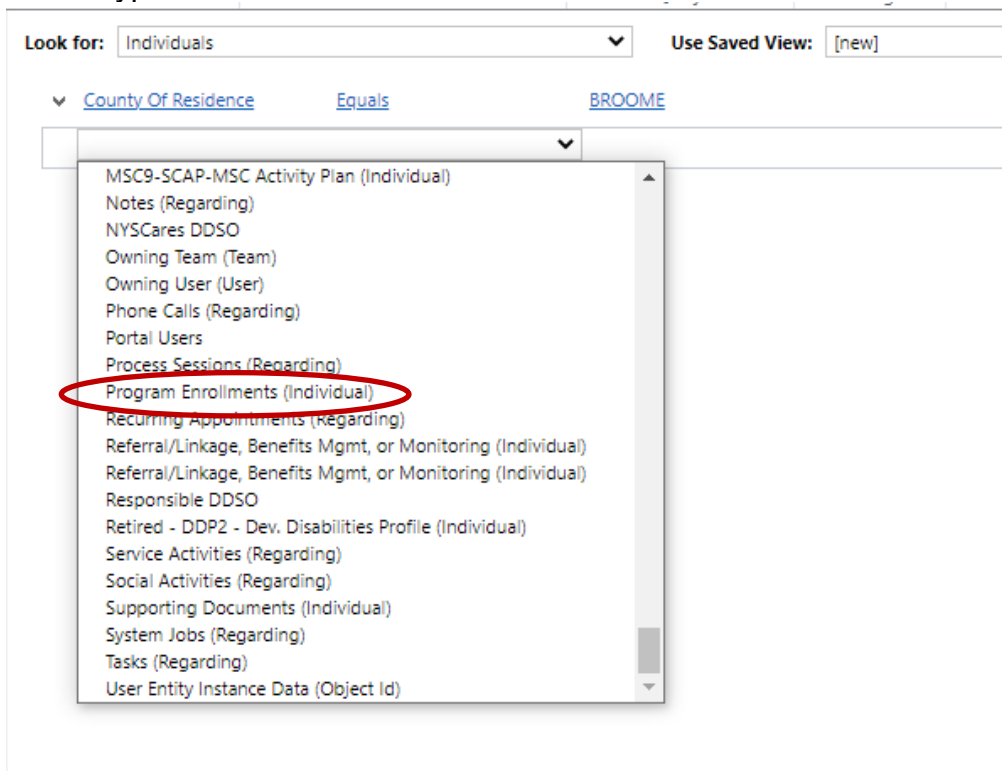 Look for: Individuals Use Saved View: [new]
County Of Residence Equals BROOME
MSC9-SCAP-MSC Activity Plan (Individual)
Notes (Regarding)
NYSCares DDSO
Owning Team (Team)
Owning User (User)
Phone Calls (Regarding)
Portal Users
Process Sessions (Regarding)
Program Enrollments (Individual)
Recurring Appointments (Regarding)
Referral/Linkage, Benefits Mgmt, or Monitoring (Individual)
Referral/Linkage, Benefits Mgmt, or Monitoring (Individual)
Responsible DDSO
Retired - DDP2 - Dev. Disabilities Profile (Individual)
Service Activities (Regarding)
Social Activities (Regarding)
Supporting Documents (Individual)
System Jobs (Regarding)
Tasks (Regarding)
User Entity Instance Data (Object Id)